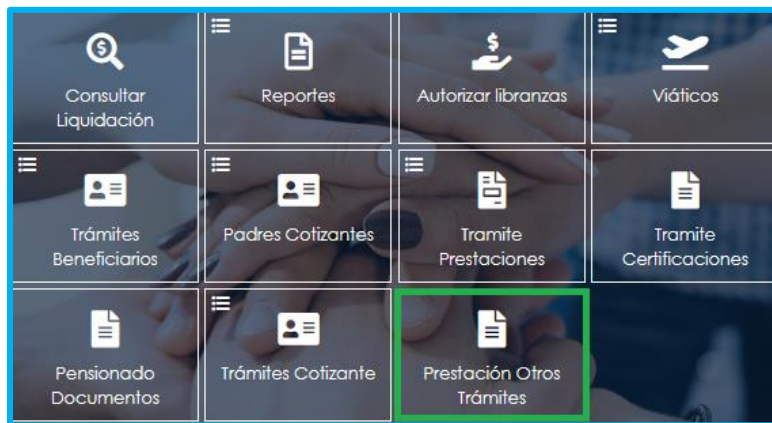 Consultar
Liquidación
Reportes
Autorizar libranzas
Viáticos
Trámites
Beneficiarios
Padres Cotizantes
Tramite
Prestaciones
Tramite
Certificaciones
Pensionado
Documentos
Trámites Cotizante
Prestación Otros
Trámites